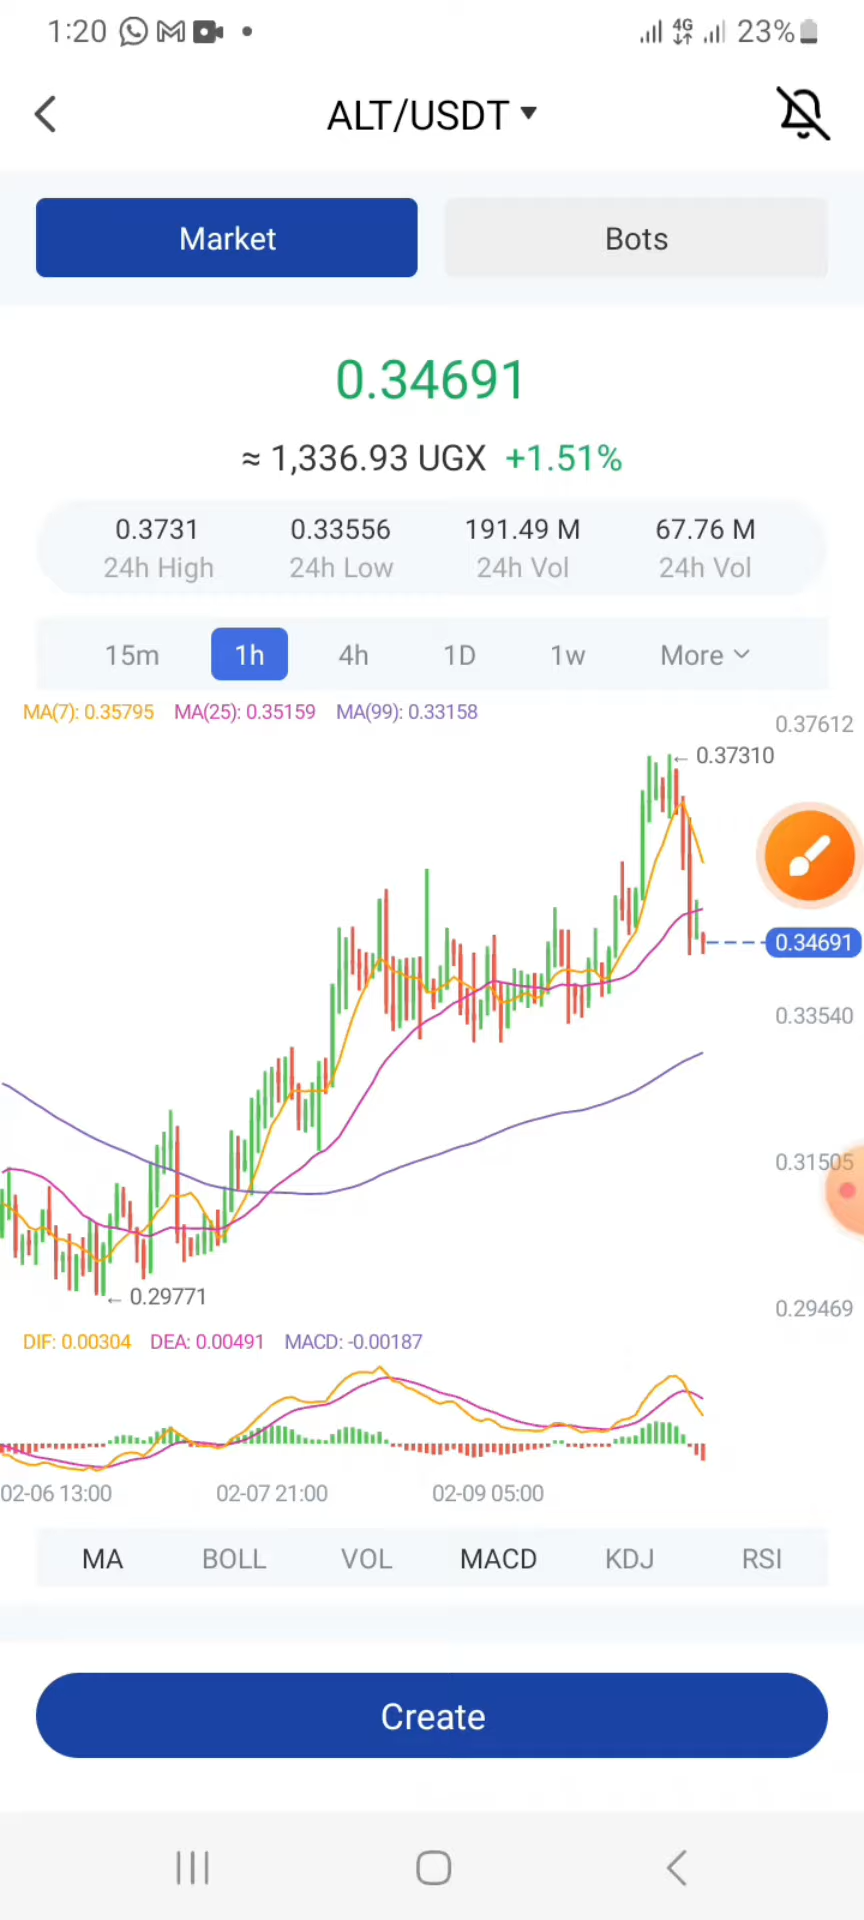 1:20 4G 23%
ALT/USDT
Market Bots
0.34691
≈ 1,336.93 UGX +1.51%
0.3731 0.33556 191.49 M 67.76 M
24h High 24h Low 24h Vol 24h Vol
15m 1h 4h 1D 1w More
MA(7): 0.35795 MA(25): 0.35159 MA(99): 0.33158
0.37612
← 0.37310
0.34691
0.33540
0.31505
← 0.29771
0.29469
DIF: 0.00304 DEA: 0.00491 MACD: -0.00187
02-06 13:00 02-07 21:00 02-09 05:00
MA BOLL VOL MACD KDJ RSI
Create